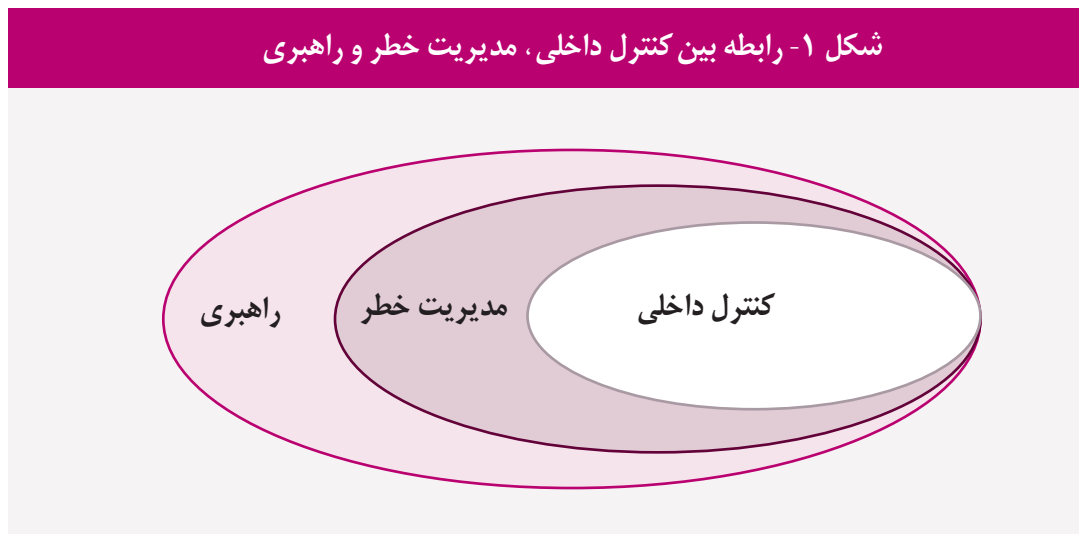 شکل ۱- رابطه بین کنترل داخلی، مدیریت خطر و راهبری
کنترل داخلی
مدیریت خطر
راهبری